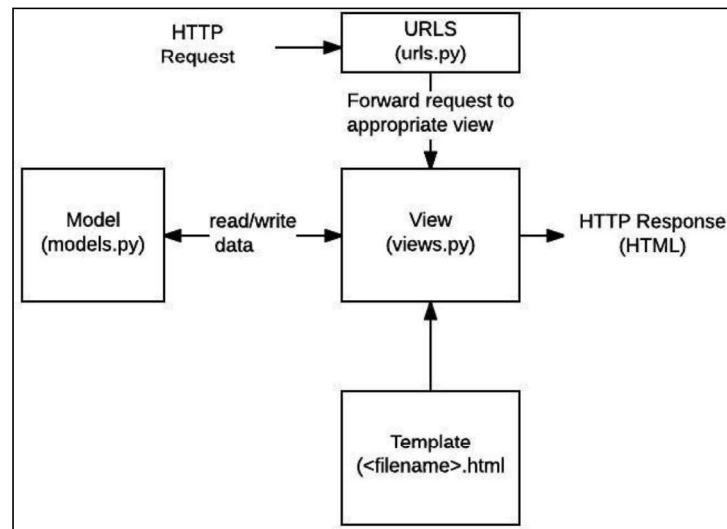 HTTP
Request
URLS
(urls.py)
Forward request to
appropriate view
Model
(models.py)
read/write
data
View
(views.py)
HTTP Response
(HTML)
Template
(<filename>.html